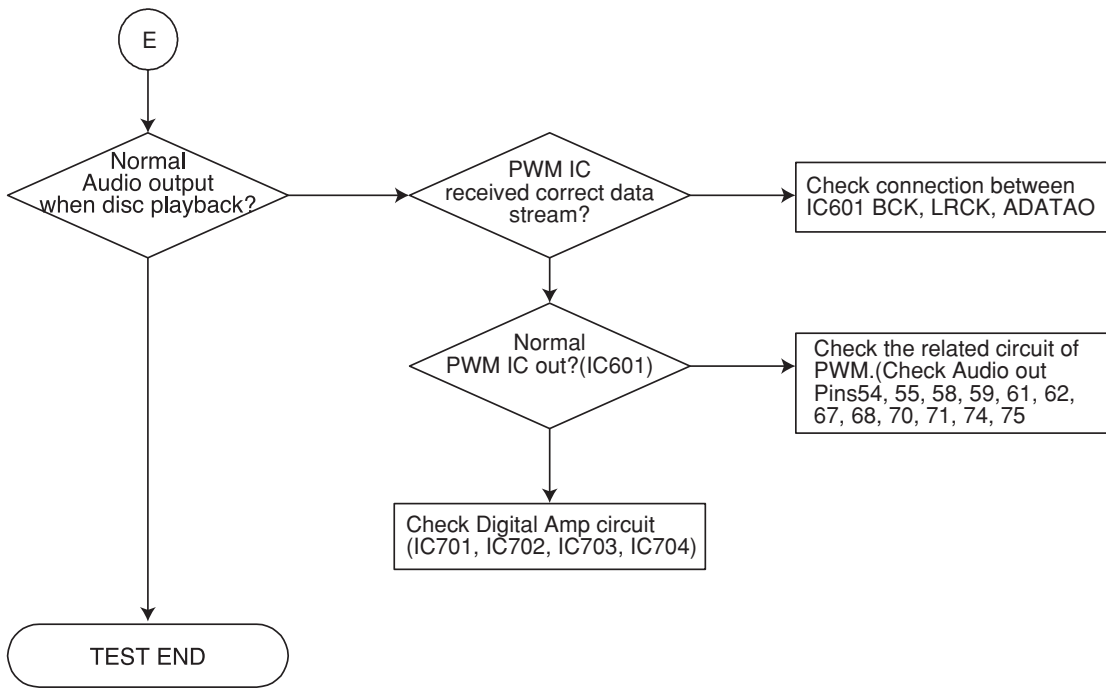 E
Normal
Audio output
when disc playback?
PWM IC
received correct data
stream?
Check connection between
IC601 BCK, LRCK, ADATAO
Normal
PWM IC out?(IC601)
Check the related circuit of
PWM.(Check Audio out
Pins54, 55, 58, 59, 61, 62,
67, 68, 70, 71, 74, 75
Check Digital Amp circuit
(IC701, IC702, IC703, IC704)
TEST END